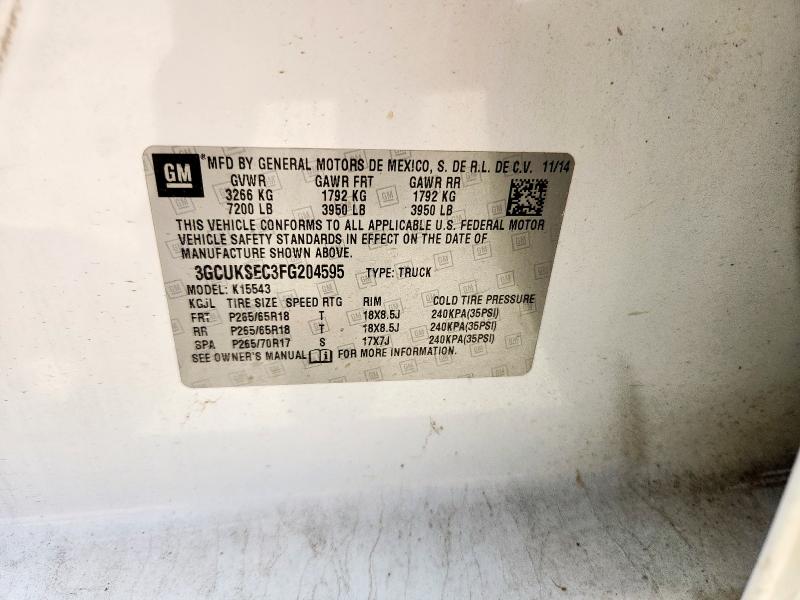 GM *MFD BY GENERAL MOTORS DE MEXICO, S. DE R.L. DE C.V. 11/14
GVWR GAWR FRT GAWR RR
3266 KG 1792 KG 1792 KG
7200 LB 3950 LB 3950 LB
THIS VEHICLE CONFORMS TO ALL APPLICABLE U.S. FEDERAL MOTOR
VEHICLE SAFETY STANDARDS IN EFFECT ON THE DATE OF
MANUFACTURE SHOWN ABOVE.
3GCUKSEC3FG204595 TYPE: TRUCK
MODEL: K15543
KGJL TIRE SIZE SPEED RTG RIM COLD TIRE PRESSURE
FRT P265/65R18 T 18X8.5J 240KPA(35PSI)
RR P265/65R18 T 18X8.5J 240KPA(35PSI)
SPA P265/70R17 S 17X7J 240KPA(35PSI)
SEE OWNER'S MANUAL FOR MORE INFORMATION.